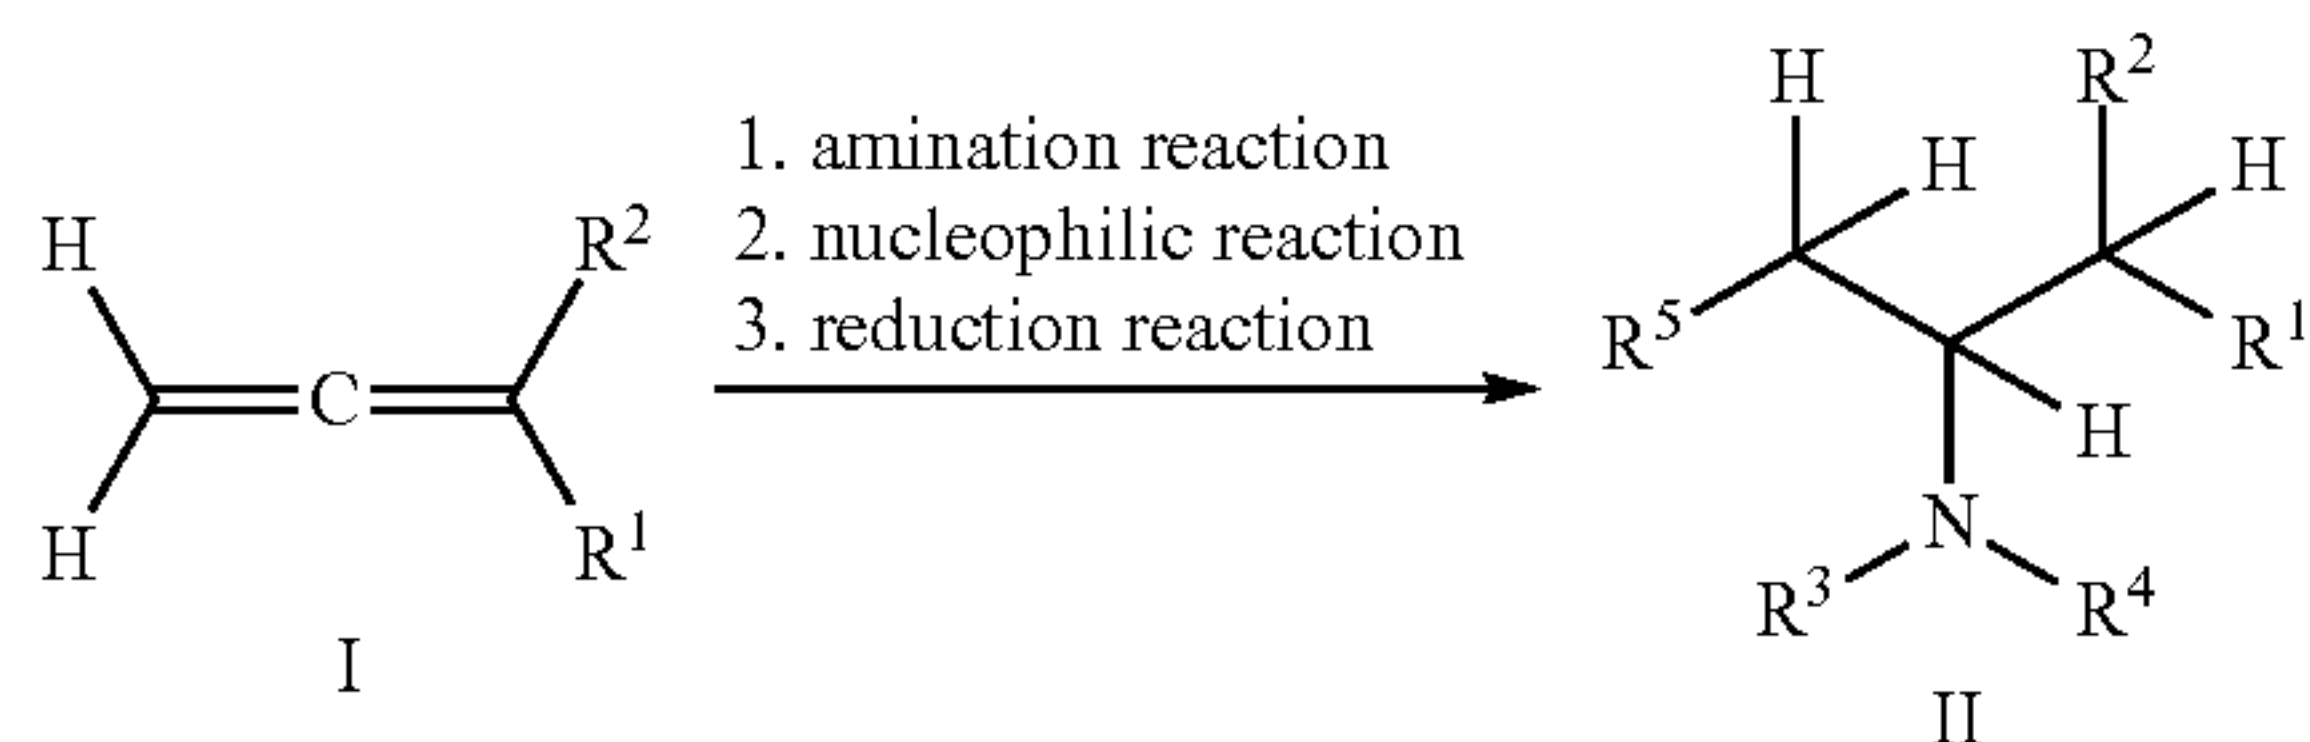 H
R²
H
R²
H
1. amination reaction
2. nucleophilic reaction
3. reduction reaction
C
R⁵
R¹
H
H
R¹
N
R³
R⁴
I
II